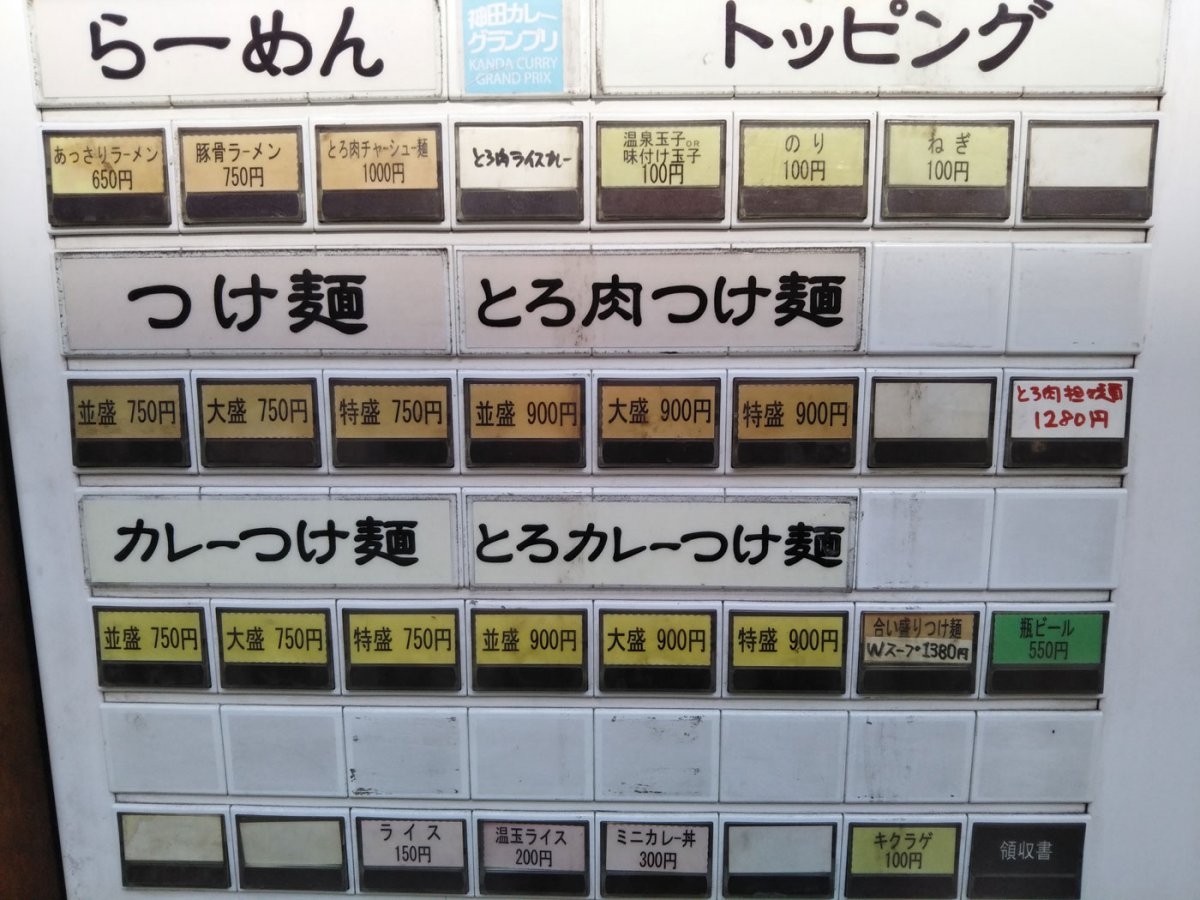 らーめん
神田カレー
グランプリ
KANDA CURRY
GRAND PRIX
トッピング
あっさりラーメン
650円
豚骨ラーメン
750円
とろ肉チャーシュー麺
1000円
とろ肉ライスカレー
温泉玉子OR
味付け玉子
100円
のり
100円
ねぎ
100円
つけ麺
とろ肉つけ麺
並盛 750円
大盛 750円
特盛 750円
並盛 900円
大盛 900円
特盛 900円
とろ肉担々麺
1280円
カレーつけ麺
とろカレーつけ麺
並盛 750円
大盛 750円
特盛 750円
並盛 900円
大盛 900円
特盛 900円
合い盛りつけ麺
Wスープ1380円
瓶ビール
550円
ライス
150円
温玉ライス
200円
ミニカレー丼
300円
キクラゲ
100円
領収書